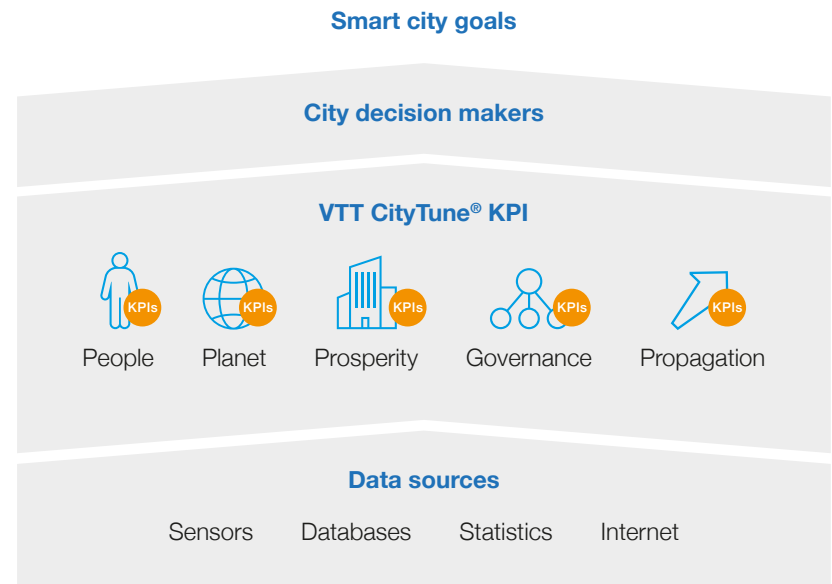 Smart city goals
City decision makers
VTT CityTune® KPI
KPIs KPIs KPIs KPIs KPIs
People Planet Prosperity Governance Propagation
Data sources
Sensors Databases Statistics Internet